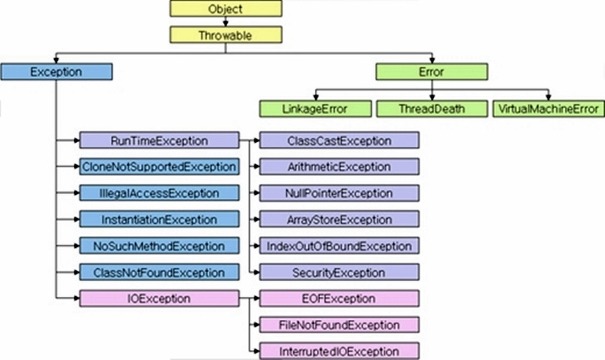 Object
Throwable
Exception
Error
LinkageError
ThreadDeath
VirtualMachineError
RunTimeException
ClassCastException
CloneNotSupportedException
ArithmeticException
IllegalAccessException
NullPointerException
InstantiationException
ArrayStoreException
NoSuchMethodException
IndexOutOfBoundException
ClassNotFoundException
SecurityException
IOException
EOFException
FileNotFoundException
InterruptedIOException